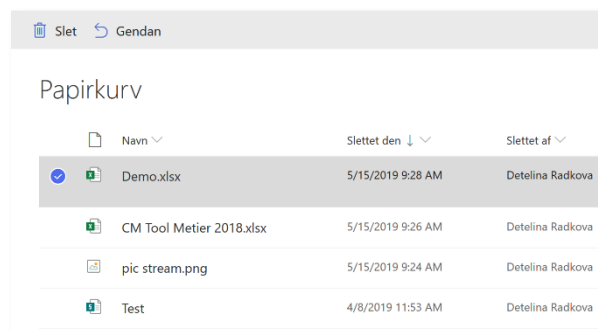 Slet Gendan
Papirkurv
Navn Slettet den ↓ Slettet af
Demo.xlsx 5/15/2019 9:28 AM Detelina Radkova
CM Tool Metier 2018.xlsx 5/15/2019 9:26 AM Detelina Radkova
pic stream.png 5/15/2019 9:24 AM Detelina Radkova
Test 4/8/2019 11:53 AM Detelina Radkova